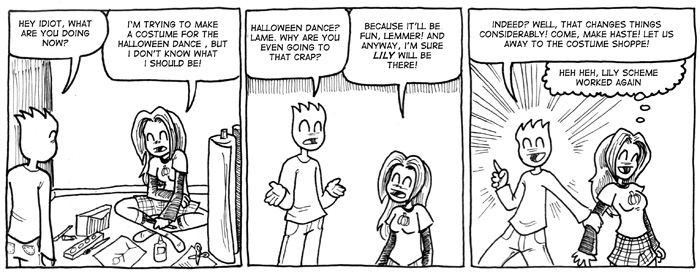 HEY IDIOT, WHAT
ARE YOU DOING
NOW?
I'M TRYING TO MAKE
A COSTUME FOR THE
HALLOWEEN DANCE , BUT
I DON'T KNOW WHAT
I SHOULD BE!
HALLOWEEN DANCE?
LAME. WHY ARE YOU
EVEN GOING TO
THAT CRAP?
BECAUSE IT'LL BE
FUN, LEMMER! AND
ANYWAY, I'M SURE
LILY WILL BE
THERE!
INDEED? WELL, THAT CHANGES THINGS
CONSIDERABLY! COME, MAKE HASTE! LET US
AWAY TO THE COSTUME SHOPPE!
HEH HEH, LILY SCHEME
WORKED AGAIN